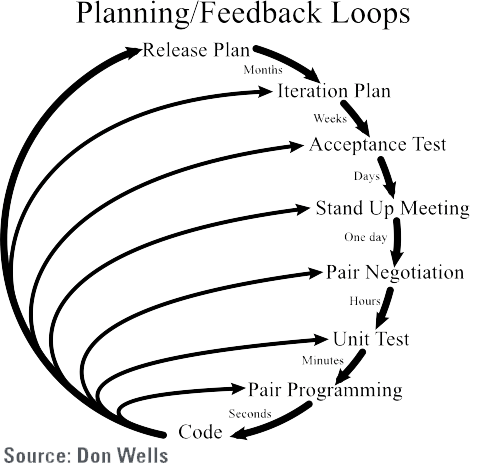 Planning/Feedback Loops
Release Plan
Months
Iteration Plan
Weeks
Acceptance Test
Days
Stand Up Meeting
One day
Pair Negotiation
Hours
Unit Test
Minutes
Pair Programming
Seconds
Code
Source: Don Wells